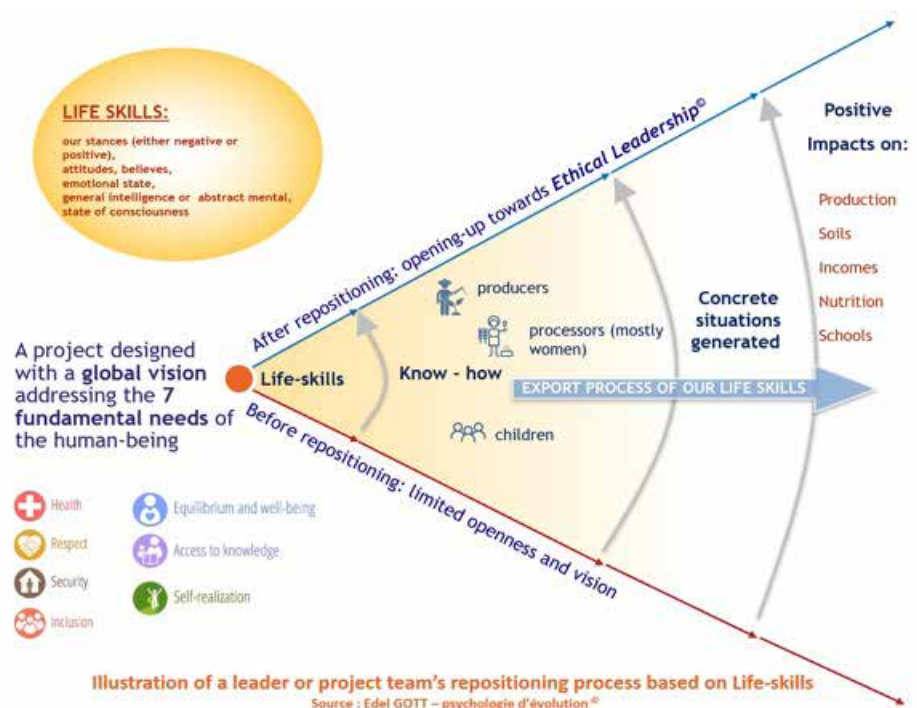 LIFE SKILLS:
our stances (either negative or
positive),
attitudes, believes,
emotional state,
general intelligence or abstract mental,
state of consciousness
After repositioning: opening-up towards Ethical Leadership©
Positive
Impacts on:
Production
Soils
Incomes
Nutrition
Schools
producers
processors (mostly
women)
Concrete
situations
generated
A project designed
with a global vision
addressing the 7
fundamental needs of
the human-being
Life-skills
Know - how
EXPORT PROCESS OF OUR LIFE SKILLS
children
Before repositioning: limited openness and vision
Health
Respect
Security
Inclusion
Equilibrium and well-being
Access to knowledge
Self-realization
Illustration of a leader or project team's repositioning process based on Life-skills
Source : Edel GOTT – psychologie d'évolution ©